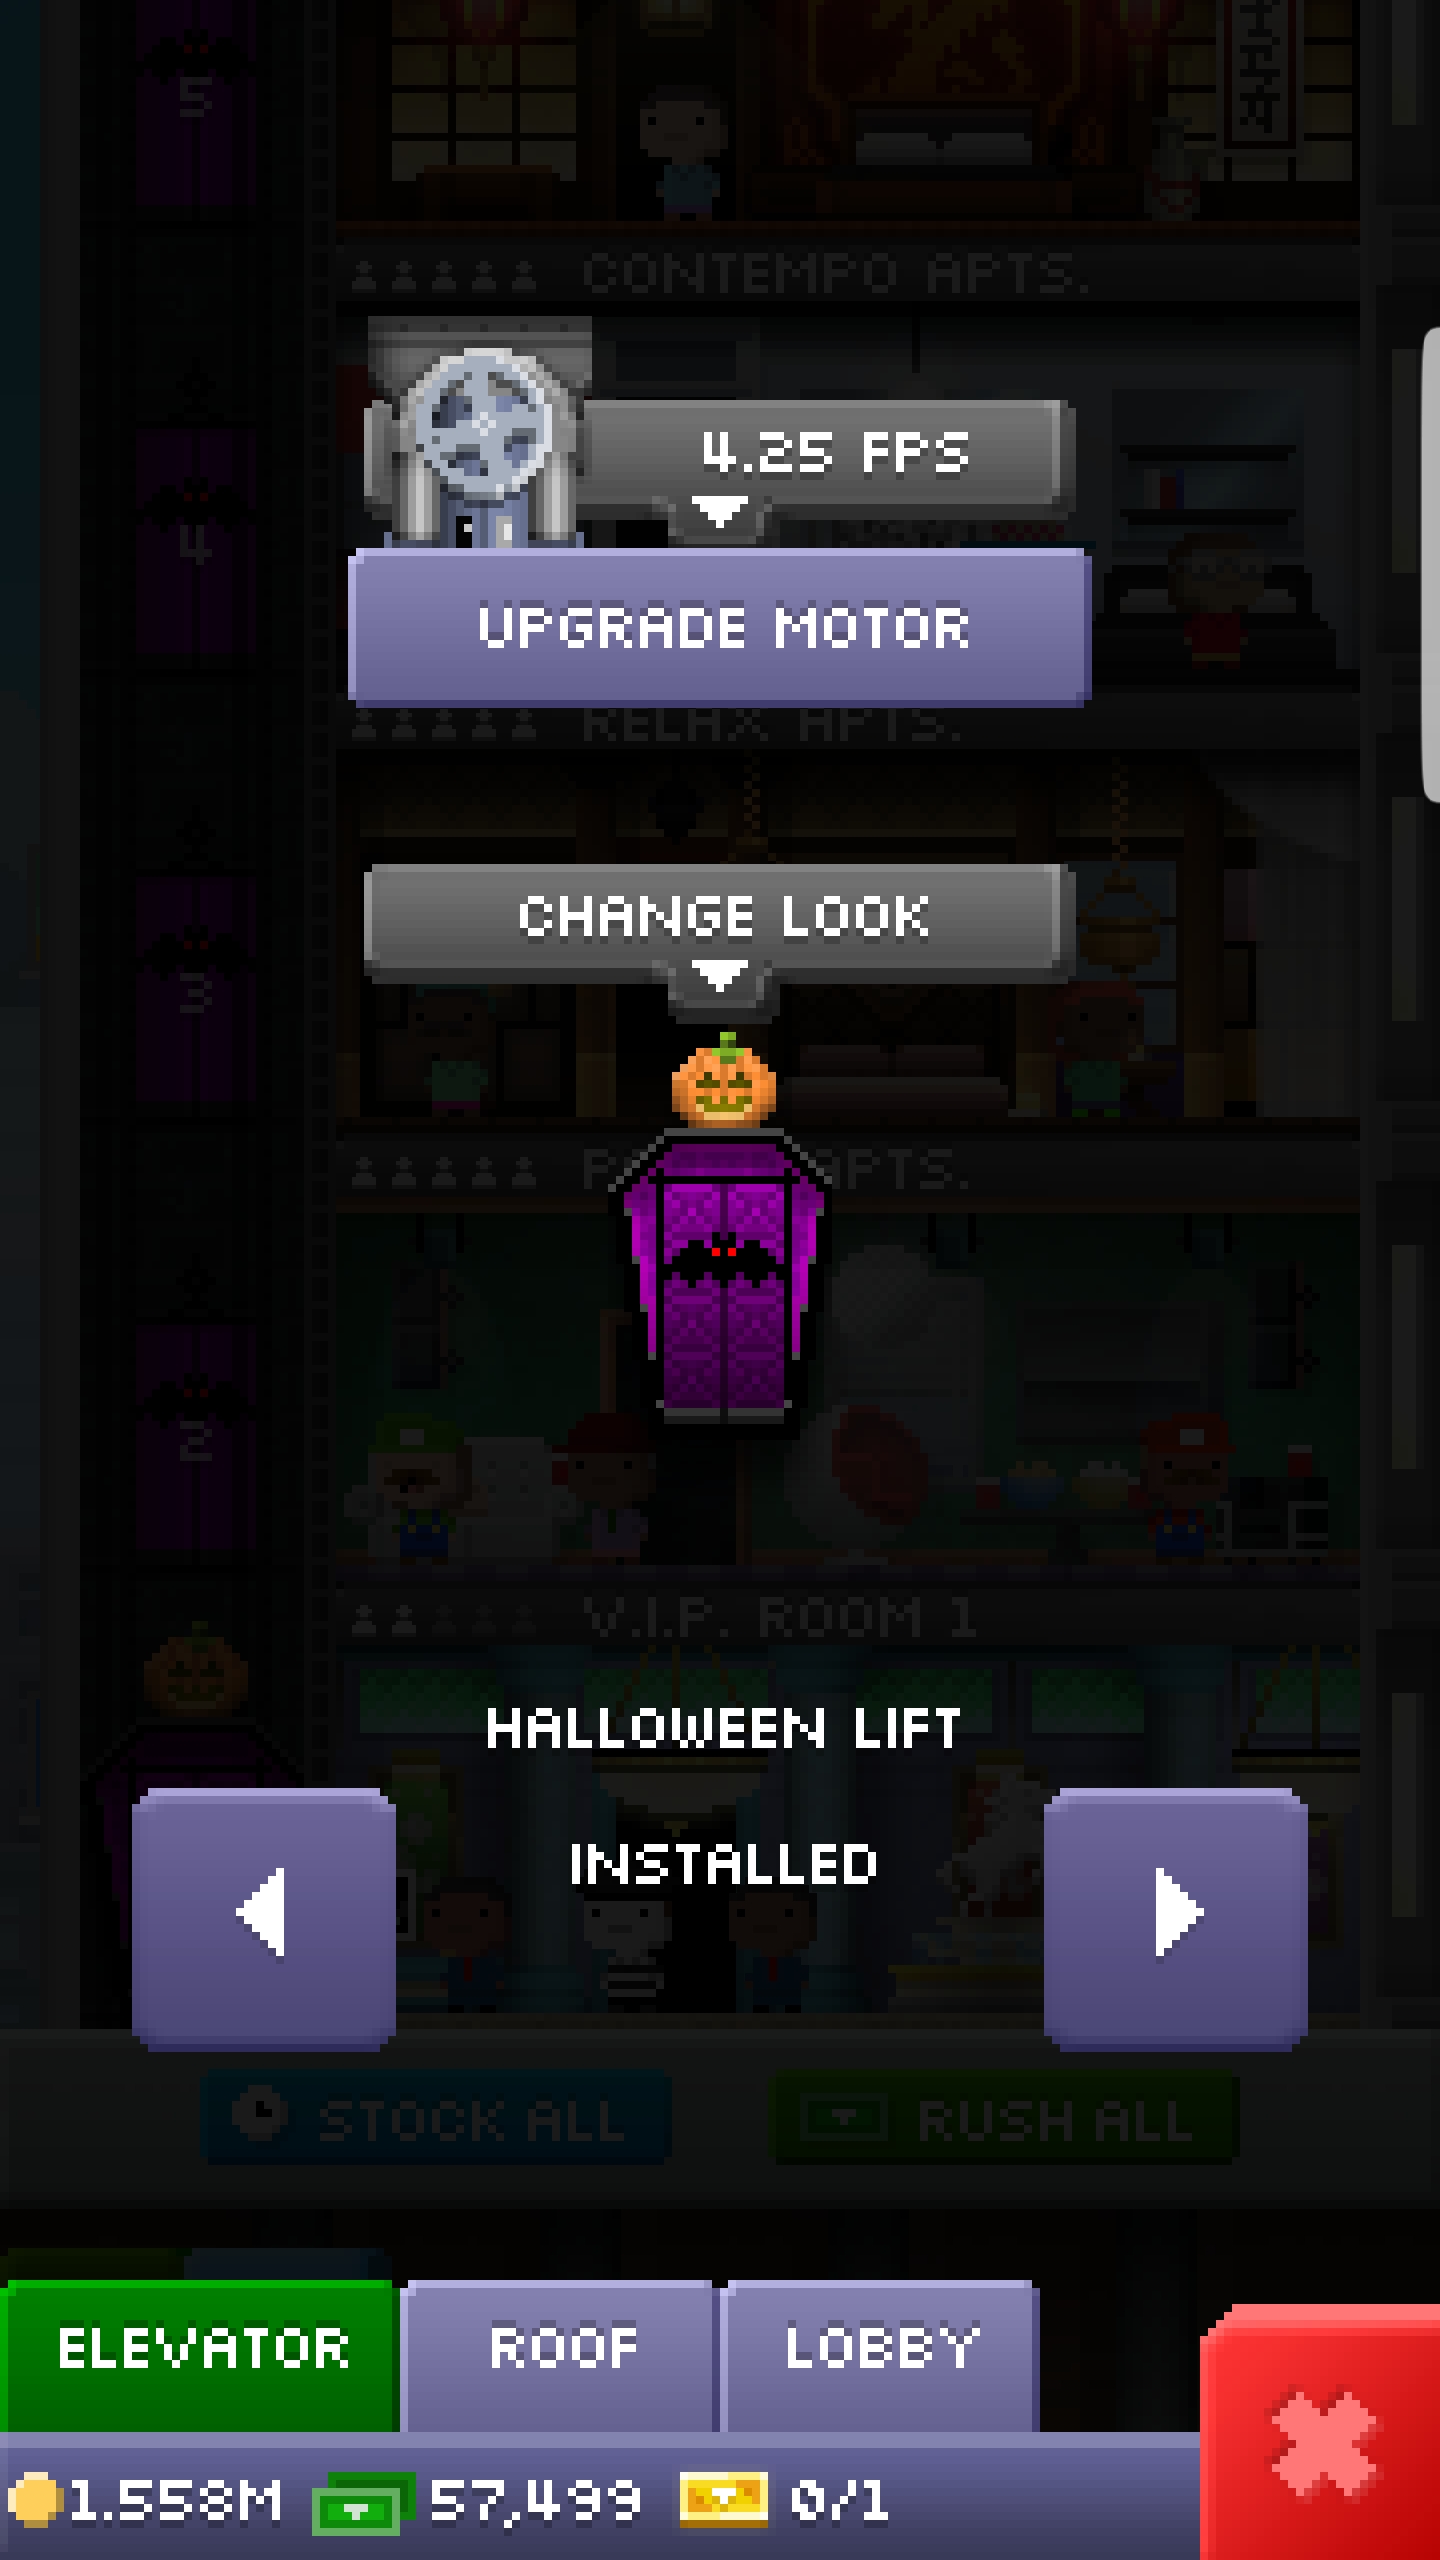 5
CONTEMPO APTS.
4.25 FPS
4
UPGRADE MOTOR
RELAX APTS.
CHANGE LOOK
3
APTS.
2
V.I.P. ROOM 1
HALLOWEEN LIFT
INSTALLED
STOCK ALL
RUSH ALL
ELEVATOR
ROOF
LOBBY
1.558M
57,499
0/1